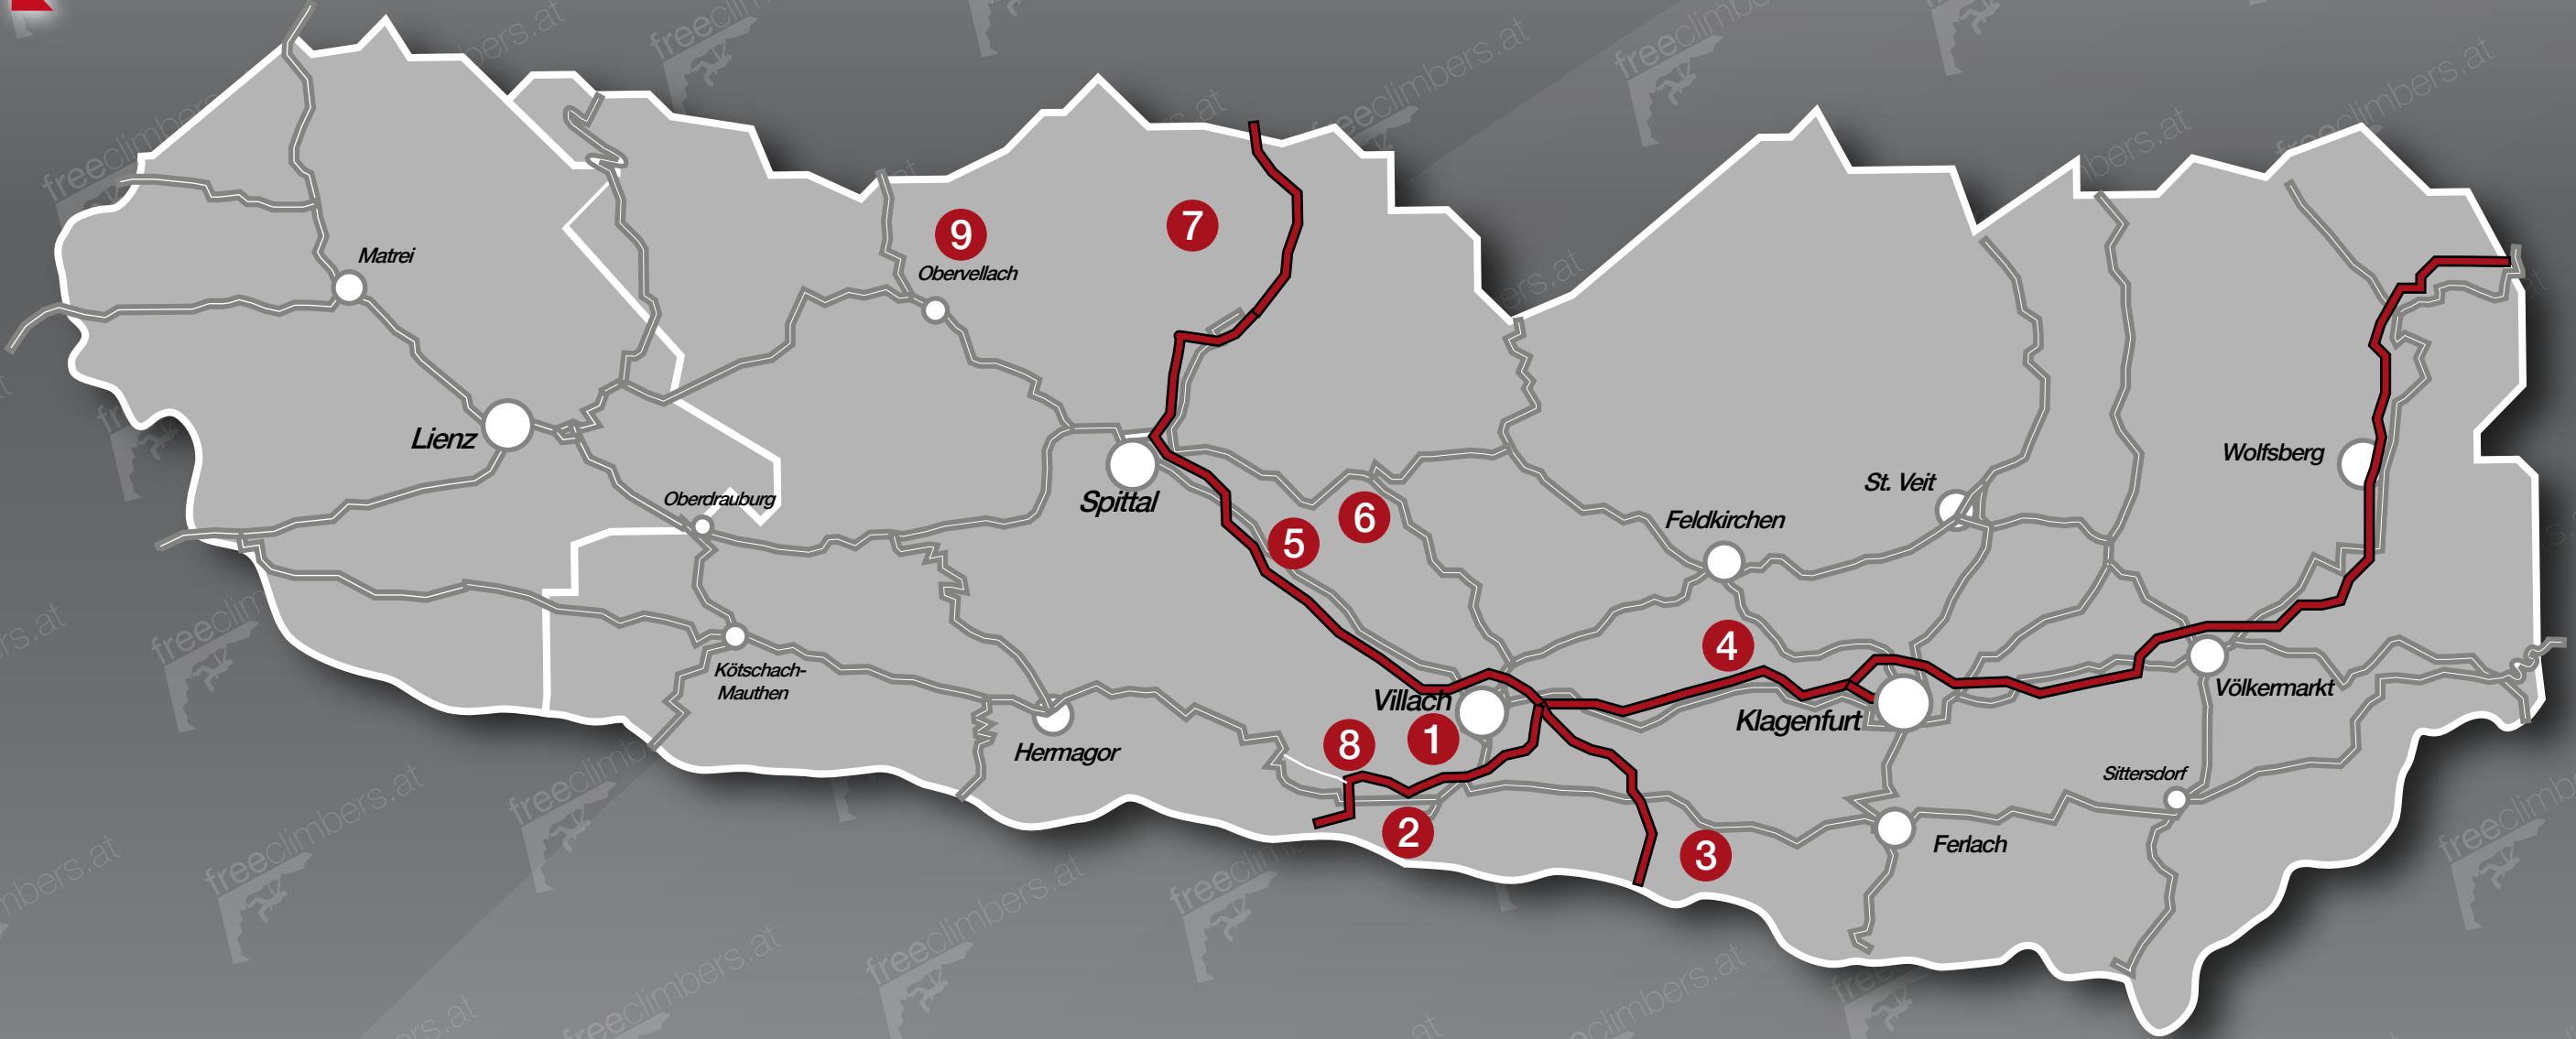 freeclimbers.at
Matrei
9
7
Obervellach
Lienz
Oberdrauburg
Spittal
5
6
Feldkirchen
St. Veit
Wolfsberg
Kötschach-
Mauthen
4
Villach
Klagenfurt
Völkermarkt
Hermagor
8
1
2
3
Sittersdorf
Ferlach